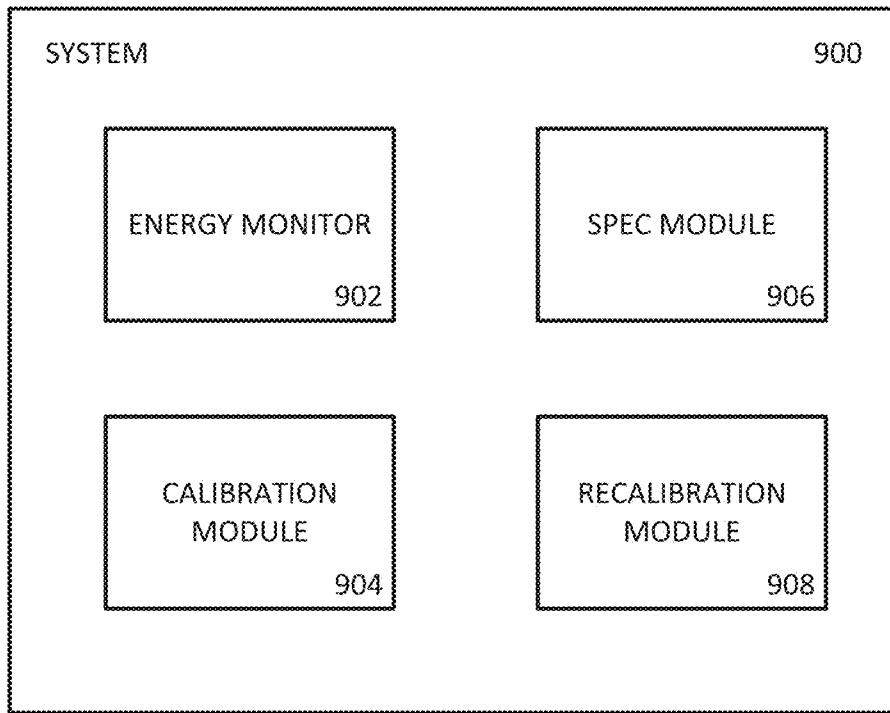 SYSTEM 900
ENERGY MONITOR
902
SPEC MODULE
906
CALIBRATION
MODULE
904
RECALIBRATION
MODULE
908